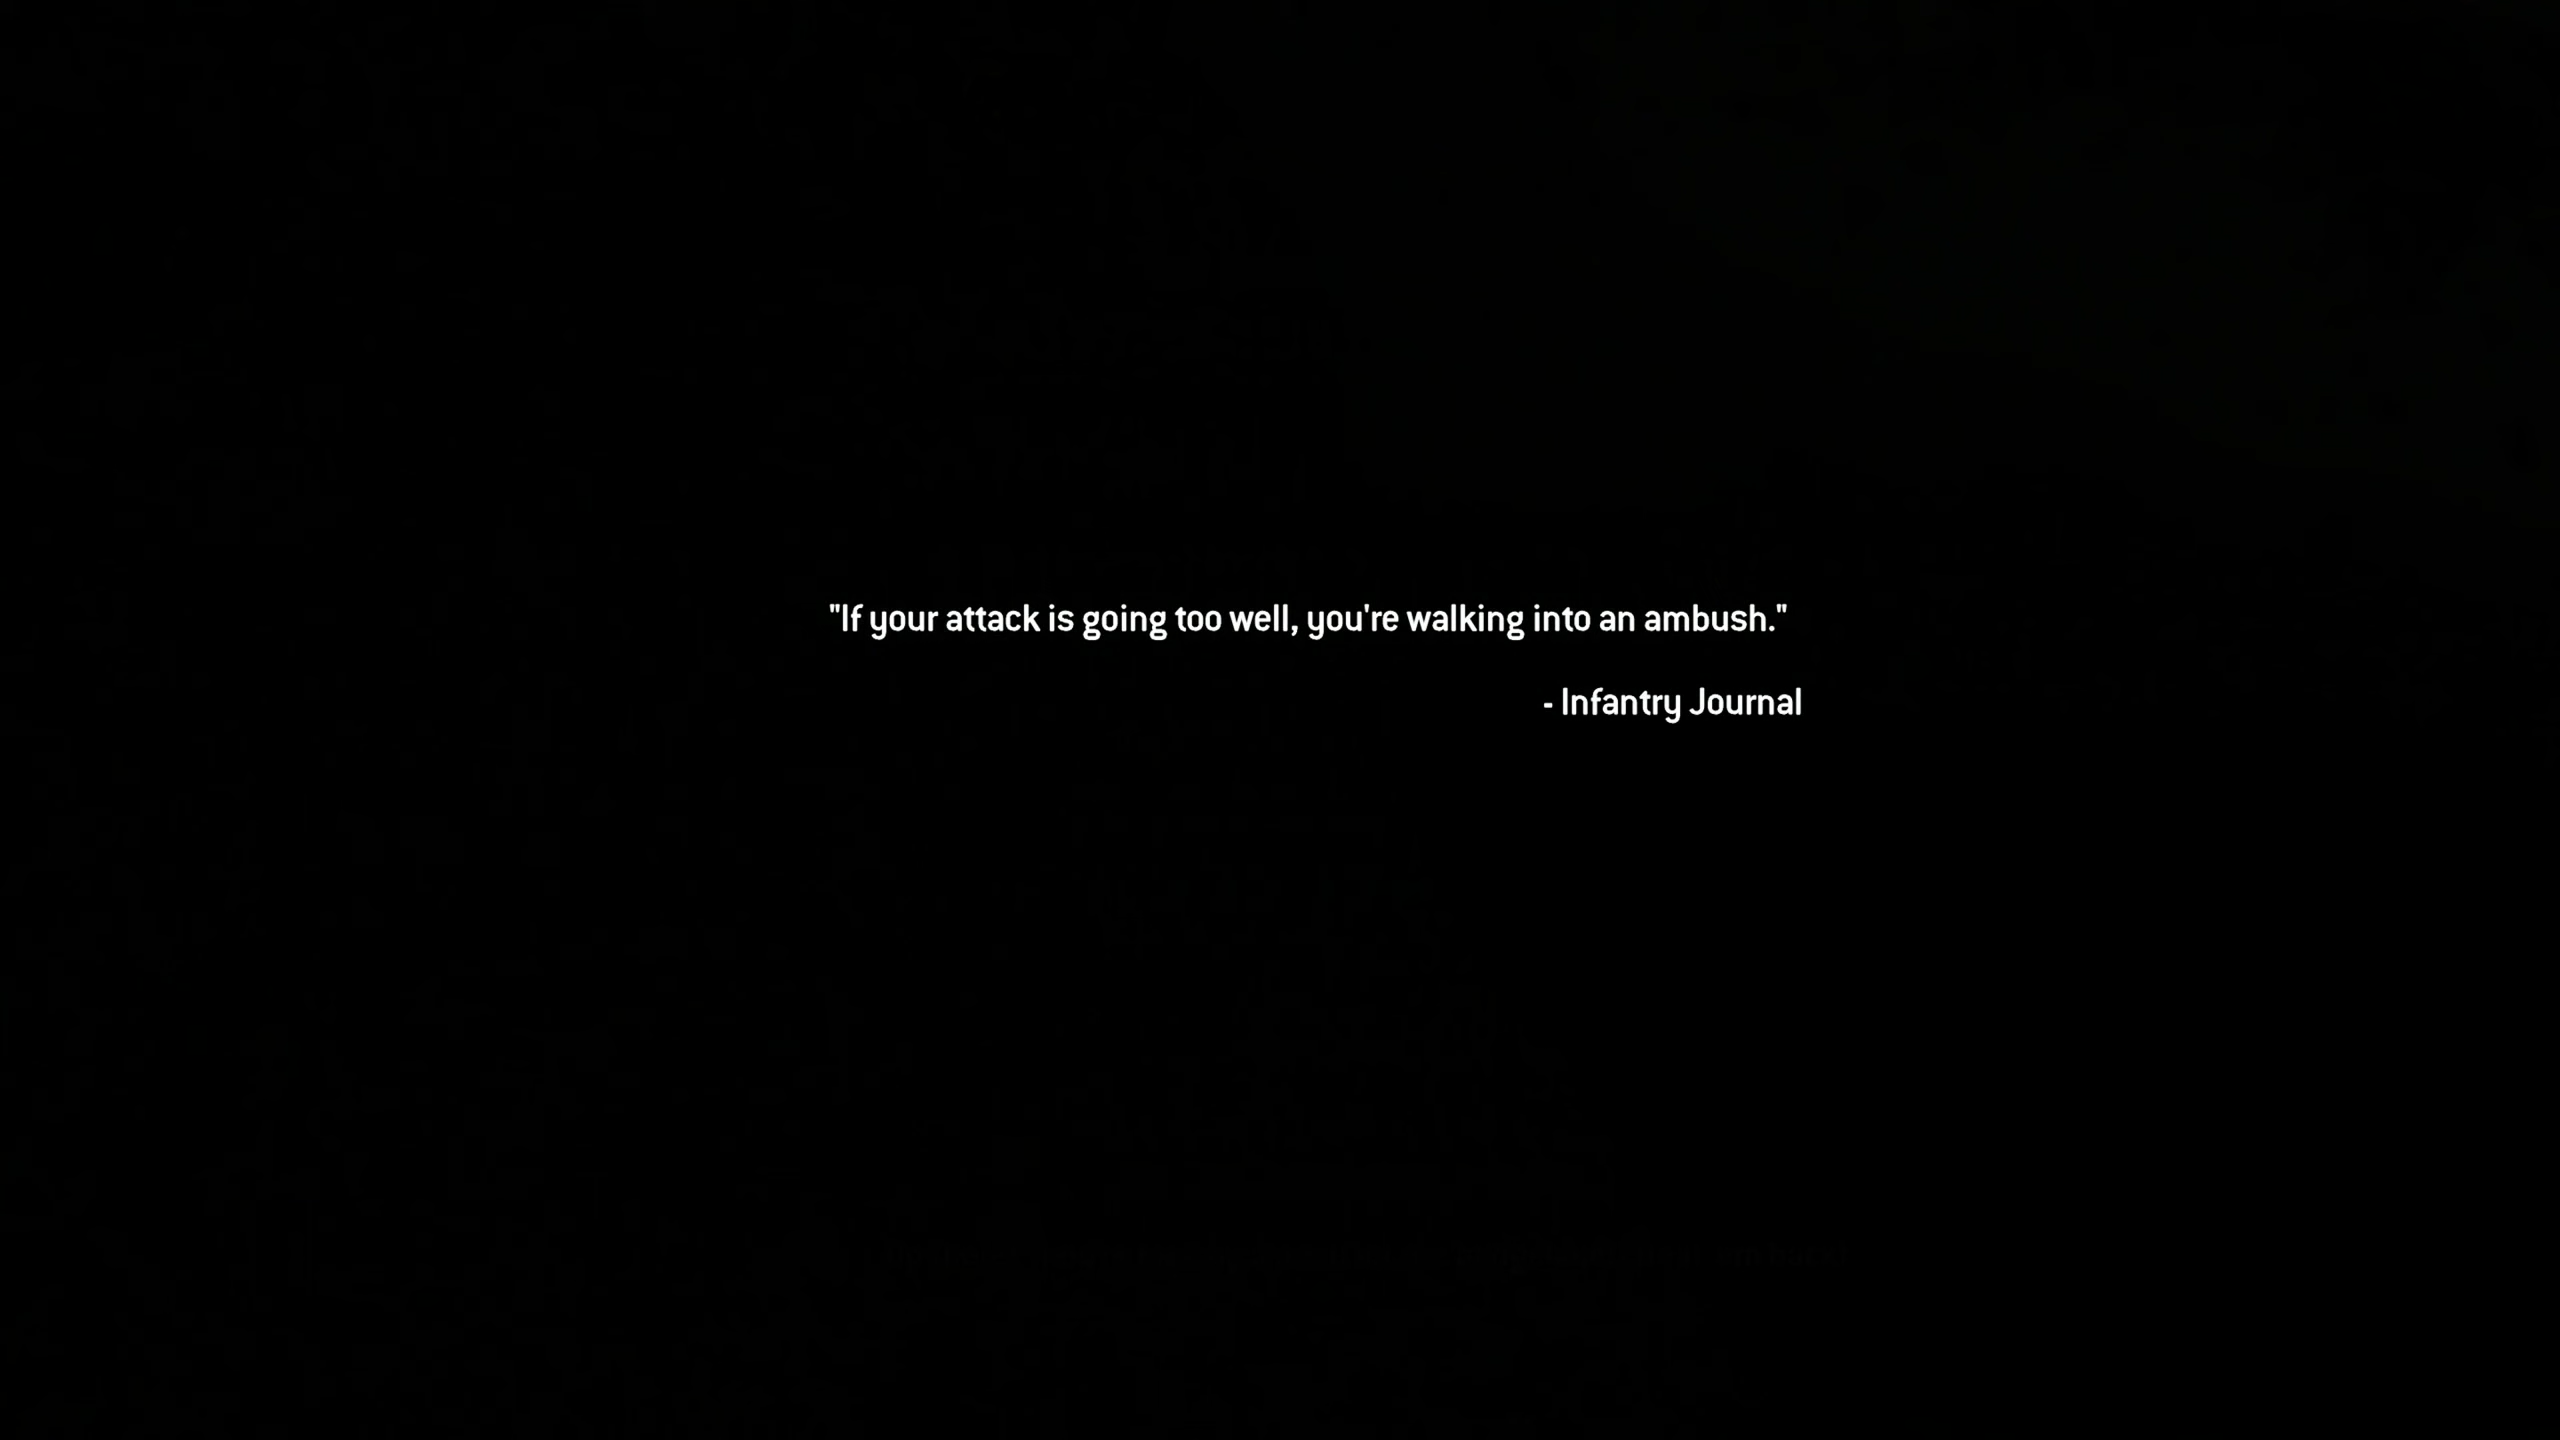 "If your attack is going too well, you're walking into an ambush."
- Infantry Journal